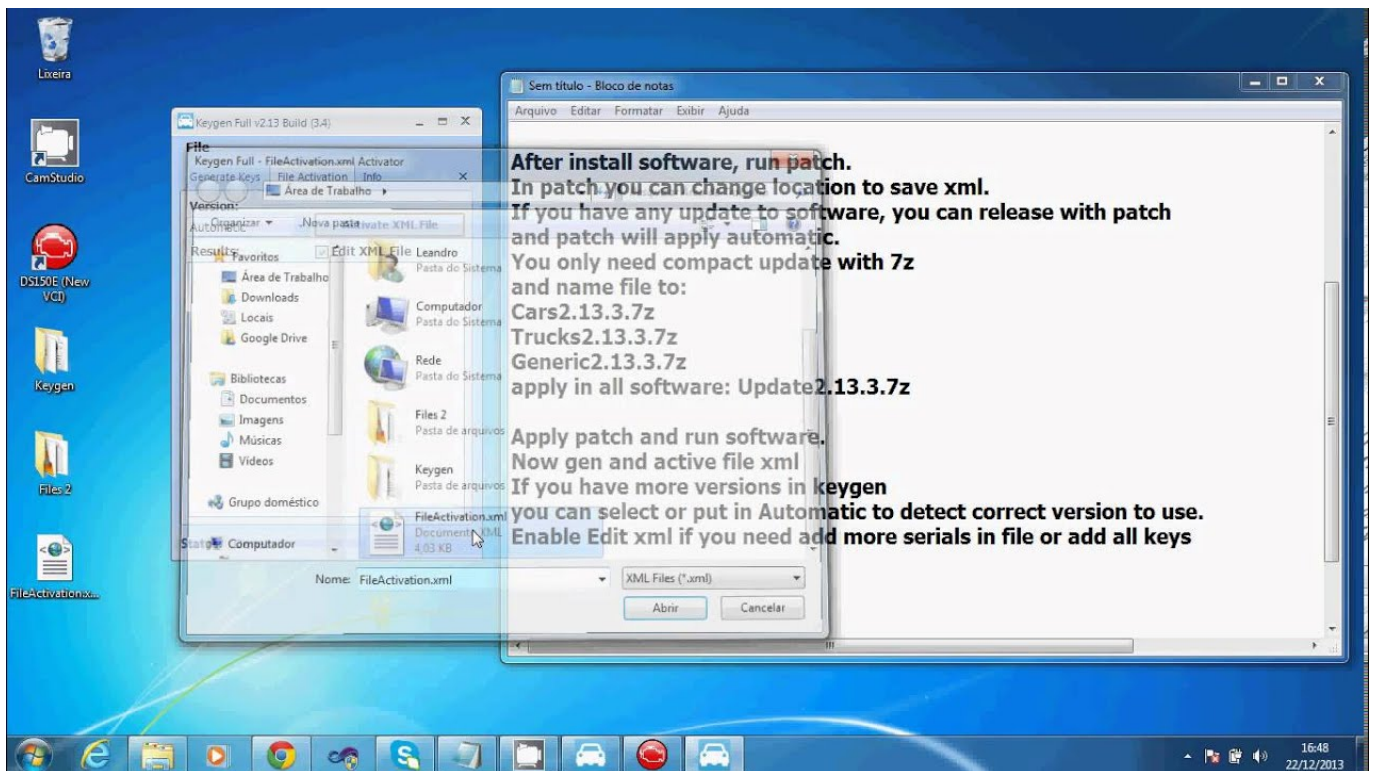 Lixeira
CamStudio
DS150E (New
VCI)
Keygen
Files 2
FileActivation.x...
Keygen Full v2.13 Build (3.4)
File
Keygen Full - FileActivation.xml Activator
Generate Keys File Activation Info
Área de Trabalho
Version:
Automatic
Organizar
Nova pasta
Activate XML File
Results:
Edit XML File
Favoritos
Área de Trabalho
Downloads
Locais
Google Drive
Bibliotecas
Documentos
Imagens
Músicas
Vídeos
Grupo doméstico
Computador
Leandro
Pasta do Sistema
Computador
Pasta do Sistema
Rede
Pasta do Sistema
Files 2
Pasta de arquivos
Keygen
Pasta de arquivos
FileActivation.xml
Documento XML
4,03 KB
Nome: FileActivation.xml
XML Files (*.xml)
Abrir Cancelar
Sem título - Bloco de notas
Arquivo Editar Formatar Exibir Ajuda
After install software, run patch.
In patch you can change location to save xml.
If you have any update to software, you can release with patch
and patch will apply automatic.
You only need compact update with 7z
and name file to:
Cars2.13.3.7z
Trucks2.13.3.7z
Generic2.13.3.7z
apply in all software: Update2.13.3.7z
Apply patch and run software.
Now gen and active file xml
If you have more versions in keygen
you can select or put in Automatic to detect correct version to use.
Enable Edit xml if you need add more serials in file or add all keys
16:48
22/12/2013